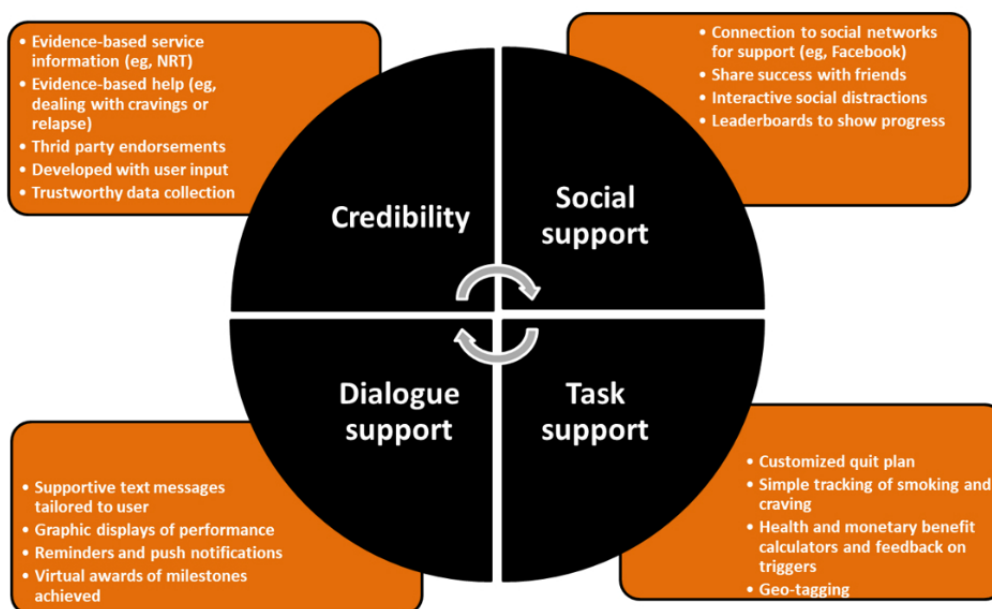 • Evidence-based service
information (eg, NRT)
• Evidence-based help (eg,
dealing with cravings or
relapse)
• Thrid party endorsements
• Developed with user input
• Trustworthy data collection
• Connection to social networks
for support (eg, Facebook)
• Share success with friends
• Interactive social distractions
• Leaderboards to show progress
Credibility
Social
support
Dialogue
support
Task
support
• Supportive text messages
tailored to user
• Graphic displays of performance
• Reminders and push notifications
• Virtual awards of milestones
achieved
• Customized quit plan
• Simple tracking of smoking and
craving
• Health and monetary benefit
calculators and feedback on
triggers
• Geo-tagging